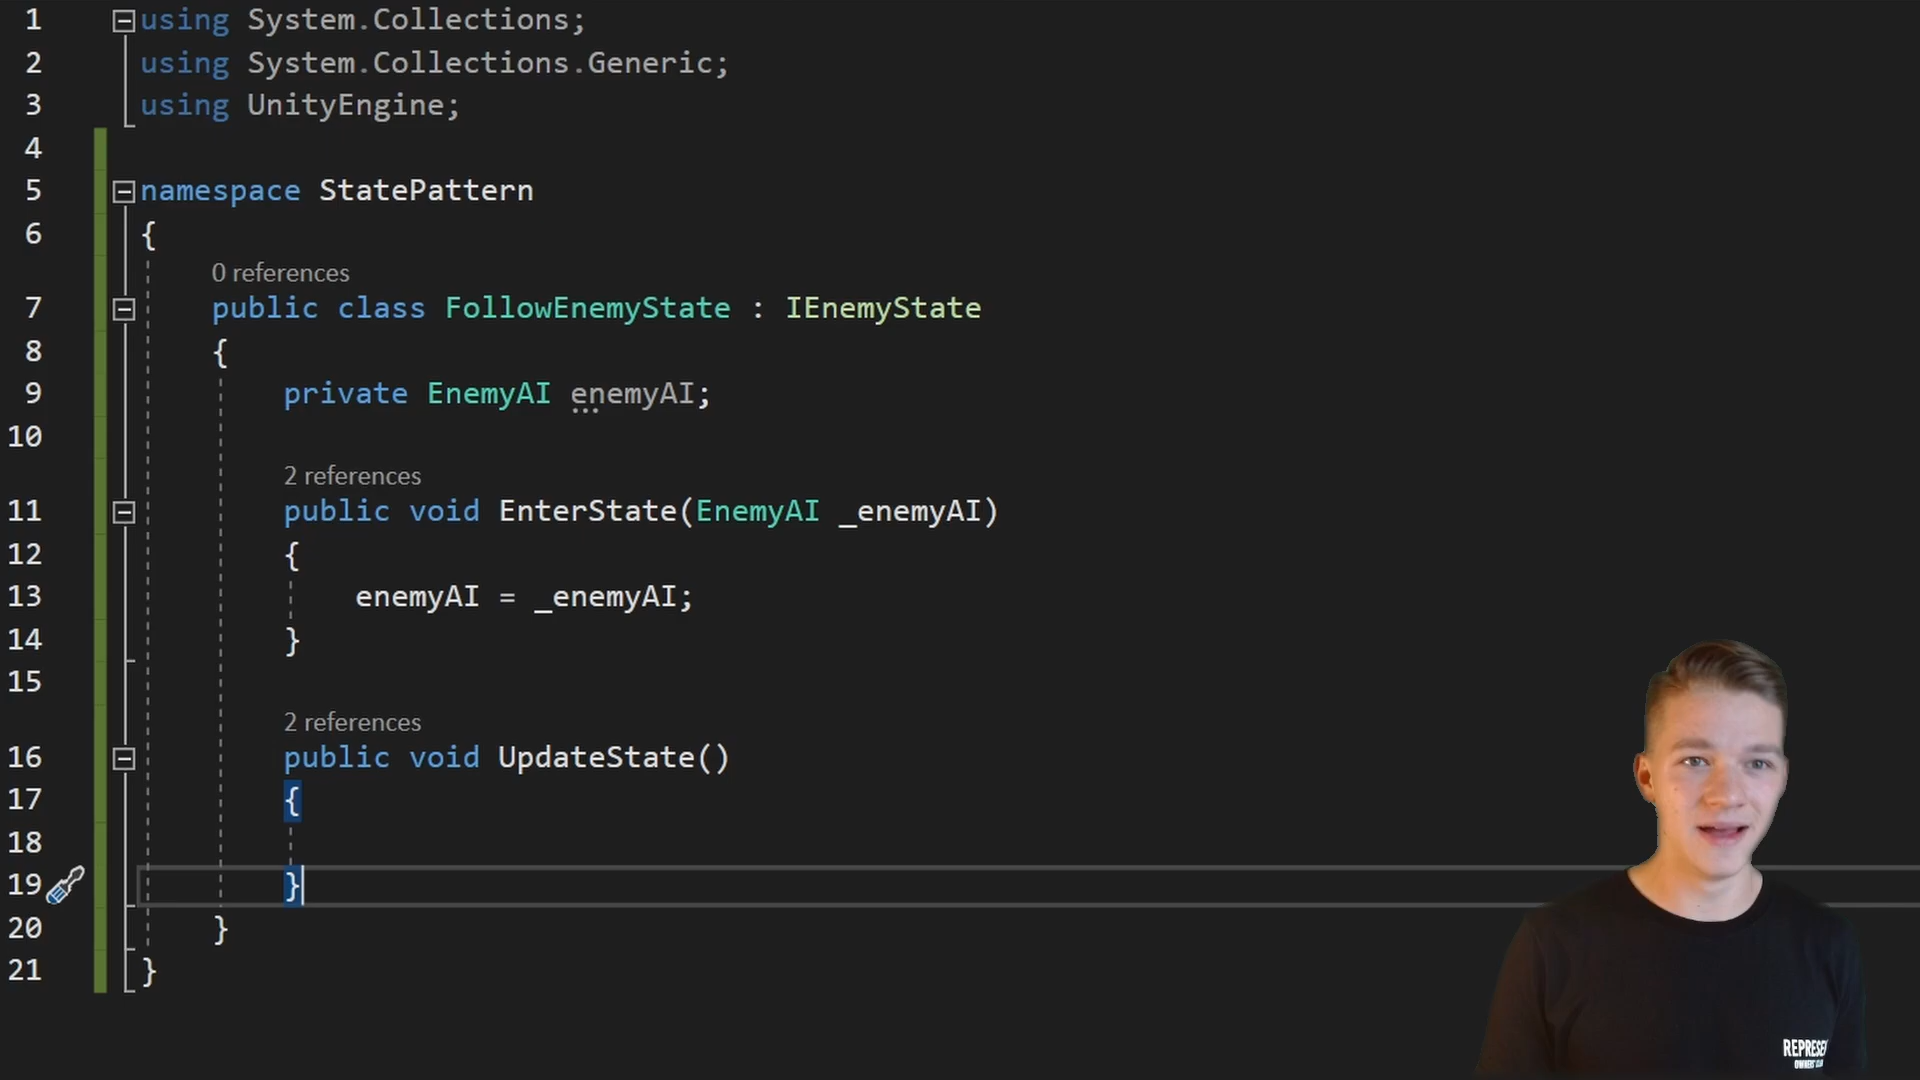 1 using System.Collections;
2 using System.Collections.Generic;
3 using UnityEngine;
4
5 namespace StatePattern
6 {
0 references
7 public class FollowEnemyState : IEnemyState
8 {
9 private EnemyAI enemyAI;
10
2 references
11 public void EnterState(EnemyAI _enemyAI)
12 {
13 enemyAI = _enemyAI;
14 }
15
2 references
16 public void UpdateState()
17 {
18
19 }
20 }
21 }